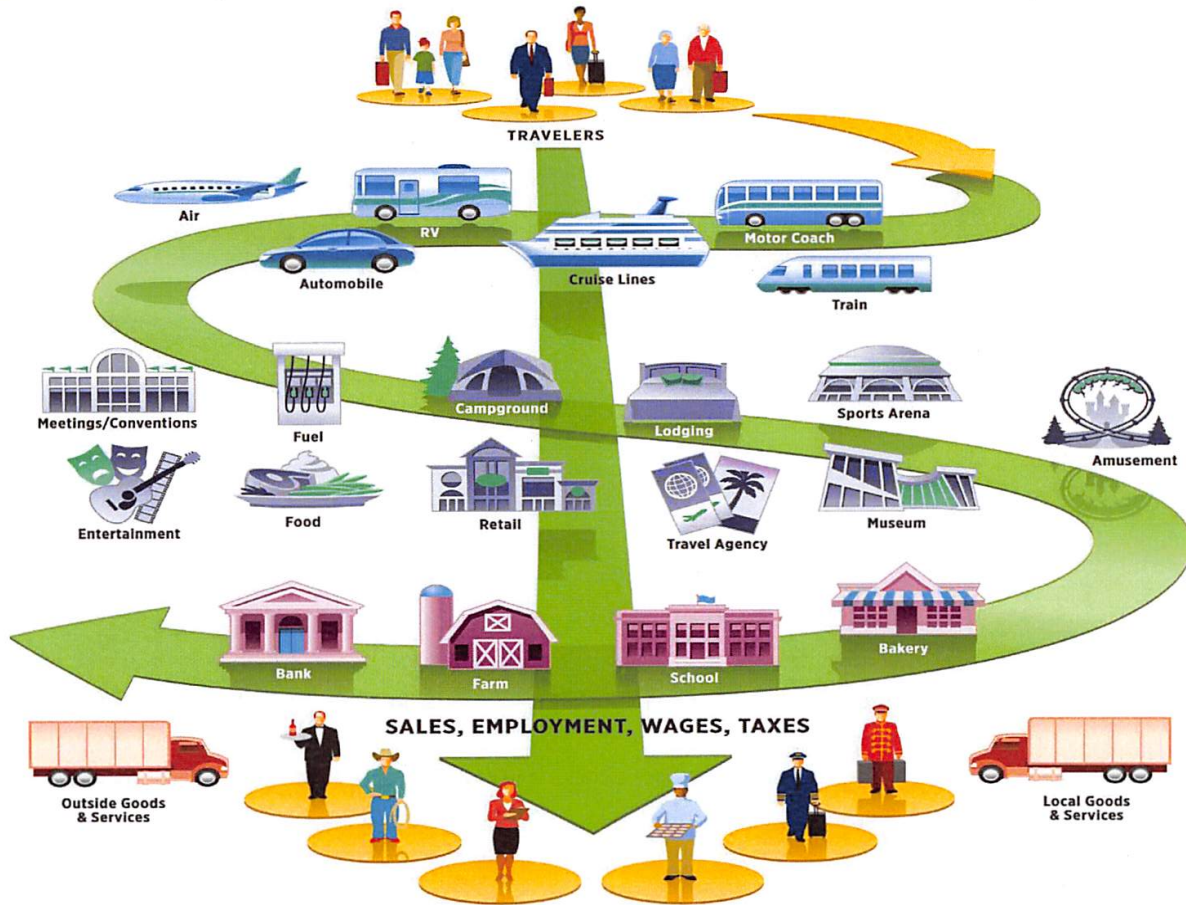 TRAVELERS
Air
RV
Motor Coach
Automobile
Cruise Lines
Train
Meetings/Conventions
Fuel
Campground
Lodging
Sports Arena
Amusement
Entertainment
Food
Retail
Travel Agency
Museum
Bank
Farm
School
Bakery
SALES, EMPLOYMENT, WAGES, TAXES
Outside Goods
& Services
Local Goods
& Services